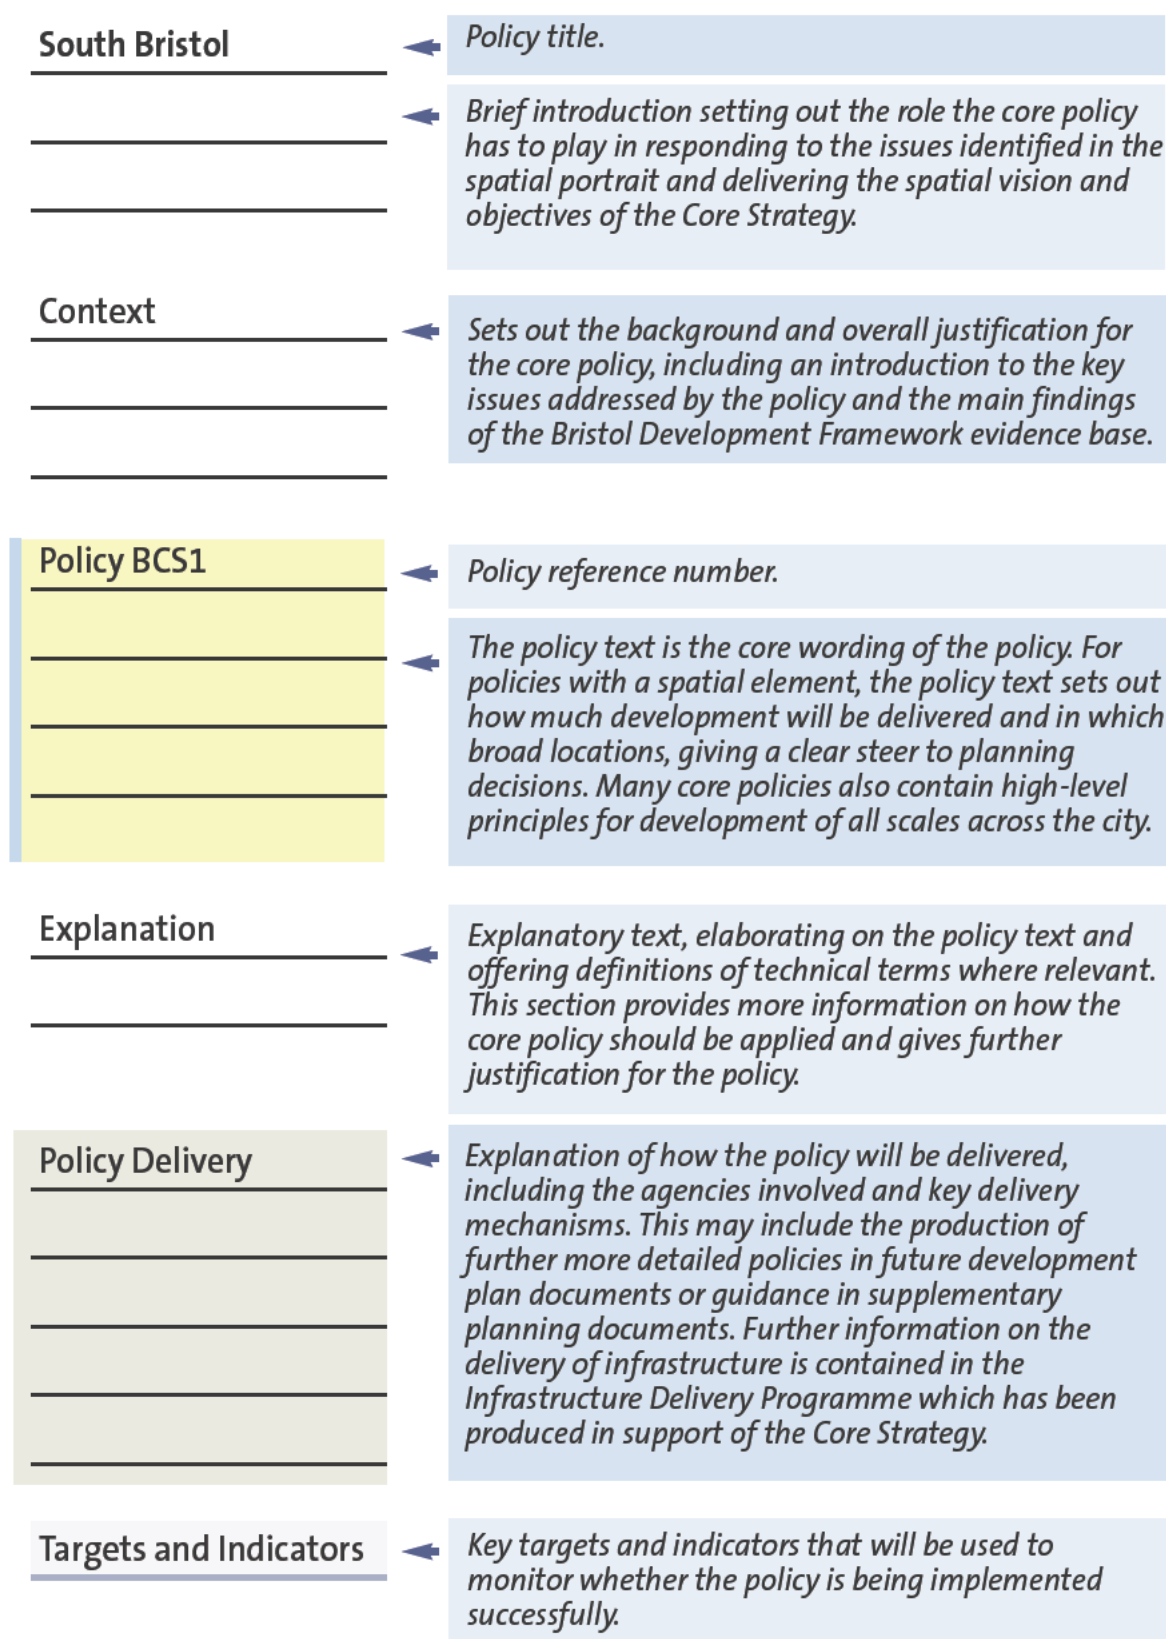 South Bristol
Policy title.
Brief introduction setting out the role the core policy
has to play in responding to the issues identified in the
spatial portrait and delivering the spatial vision and
objectives of the Core Strategy.
Context
Sets out the background and overall justification for
the core policy, including an introduction to the key
issues addressed by the policy and the main findings
of the Bristol Development Framework evidence base.
Policy BCS1
Policy reference number.
The policy text is the core wording of the policy. For
policies with a spatial element, the policy text sets out
how much development will be delivered and in which
broad locations, giving a clear steer to planning
decisions. Many core policies also contain high-level
principles for development of all scales across the city.
Explanation
Explanatory text, elaborating on the policy text and
offering definitions of technical terms where relevant.
This section provides more information on how the
core policy should be applied and gives further
justification for the policy.
Policy Delivery
Explanation of how the policy will be delivered,
including the agencies involved and key delivery
mechanisms. This may include the production of
further more detailed policies in future development
plan documents or guidance in supplementary
planning documents. Further information on the
delivery of infrastructure is contained in the
Infrastructure Delivery Programme which has been
produced in support of the Core Strategy.
Targets and Indicators
Key targets and indicators that will be used to
monitor whether the policy is being implemented
successfully.